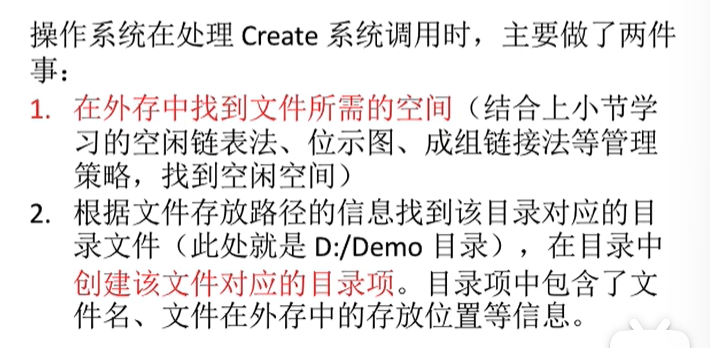 操作系统在处理 Create 系统调用时，主要做了两件
事：
1. 在外存中找到文件所需的空间（结合上小节学
习的空闲链表法、位示图、成组链接法等管理
策略，找到空闲空间）
2. 根据文件存放路径的信息找到该目录对应的目
录文件（此处就是 D:/Demo 目录），在目录中
创建该文件对应的目录项。目录项中包含了文
件名、文件在外存中的存放位置等信息。